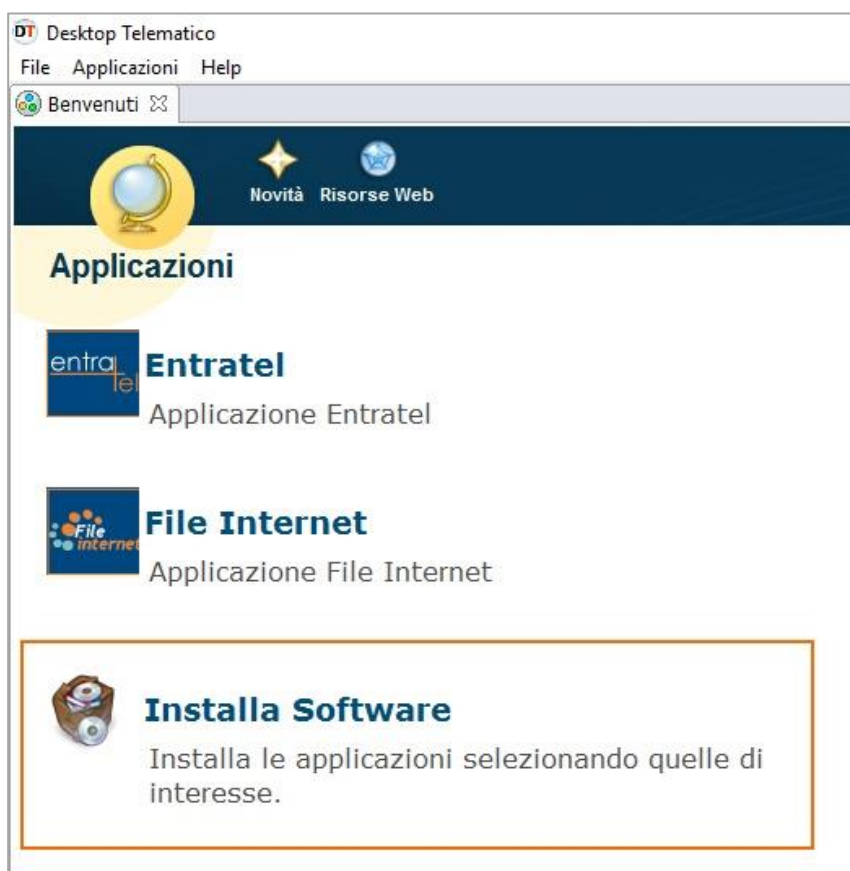 DT Desktop Telematico
File Applicazioni Help
Benvenuti
Novità Risorse Web
Applicazioni
entratel Entratel
Applicazione Entratel
File internet File Internet
Applicazione File Internet
Installa Software
Installa le applicazioni selezionando quelle di
interesse.